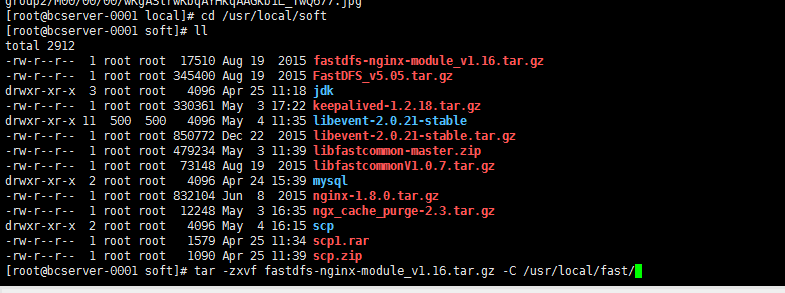 [root@bcserver-0001 local]# cd /usr/local/soft
[root@bcserver-0001 soft]# ll
total 2912
-rw-r--r--  1 root root  17510 Aug 19  2015 fastdfs-nginx-module_v1.16.tar.gz
-rw-r--r--  1 root root 345400 Aug 19  2015 FastDFS_v5.05.tar.gz
drwxr-xr-x  3 root root   4096 Apr 25 11:18 jdk
-rw-r--r--  1 root root 330361 May  3 17:22 keepalived-1.2.18.tar.gz
drwxr-xr-x 11  500  500   4096 May  4 11:35 libevent-2.0.21-stable
-rw-r--r--  1 root root 850772 Dec 22  2015 libevent-2.0.21-stable.tar.gz
-rw-r--r--  1 root root 479234 May  3 11:39 libfastcommon-master.zip
-rw-r--r--  1 root root  73148 Aug 19  2015 libfastcommonV1.0.7.tar.gz
drwxr-xr-x  2 root root   4096 Apr 24 15:39 mysql
-rw-r--r--  1 root root 832104 Jun  8  2015 nginx-1.8.0.tar.gz
-rw-r--r--  1 root root  12248 May  3 16:35 ngx_cache_purge-2.3.tar.gz
drwxr-xr-x  2 root root   4096 May  4 16:15 scp
-rw-r--r--  1 root root   1579 Apr 25 11:34 scp1.rar
-rw-r--r--  1 root root   1090 Apr 25 11:39 scp.zip
[root@bcserver-0001 soft]# tar -zxvf fastdfs-nginx-module_v1.16.tar.gz -C /usr/local/fast/